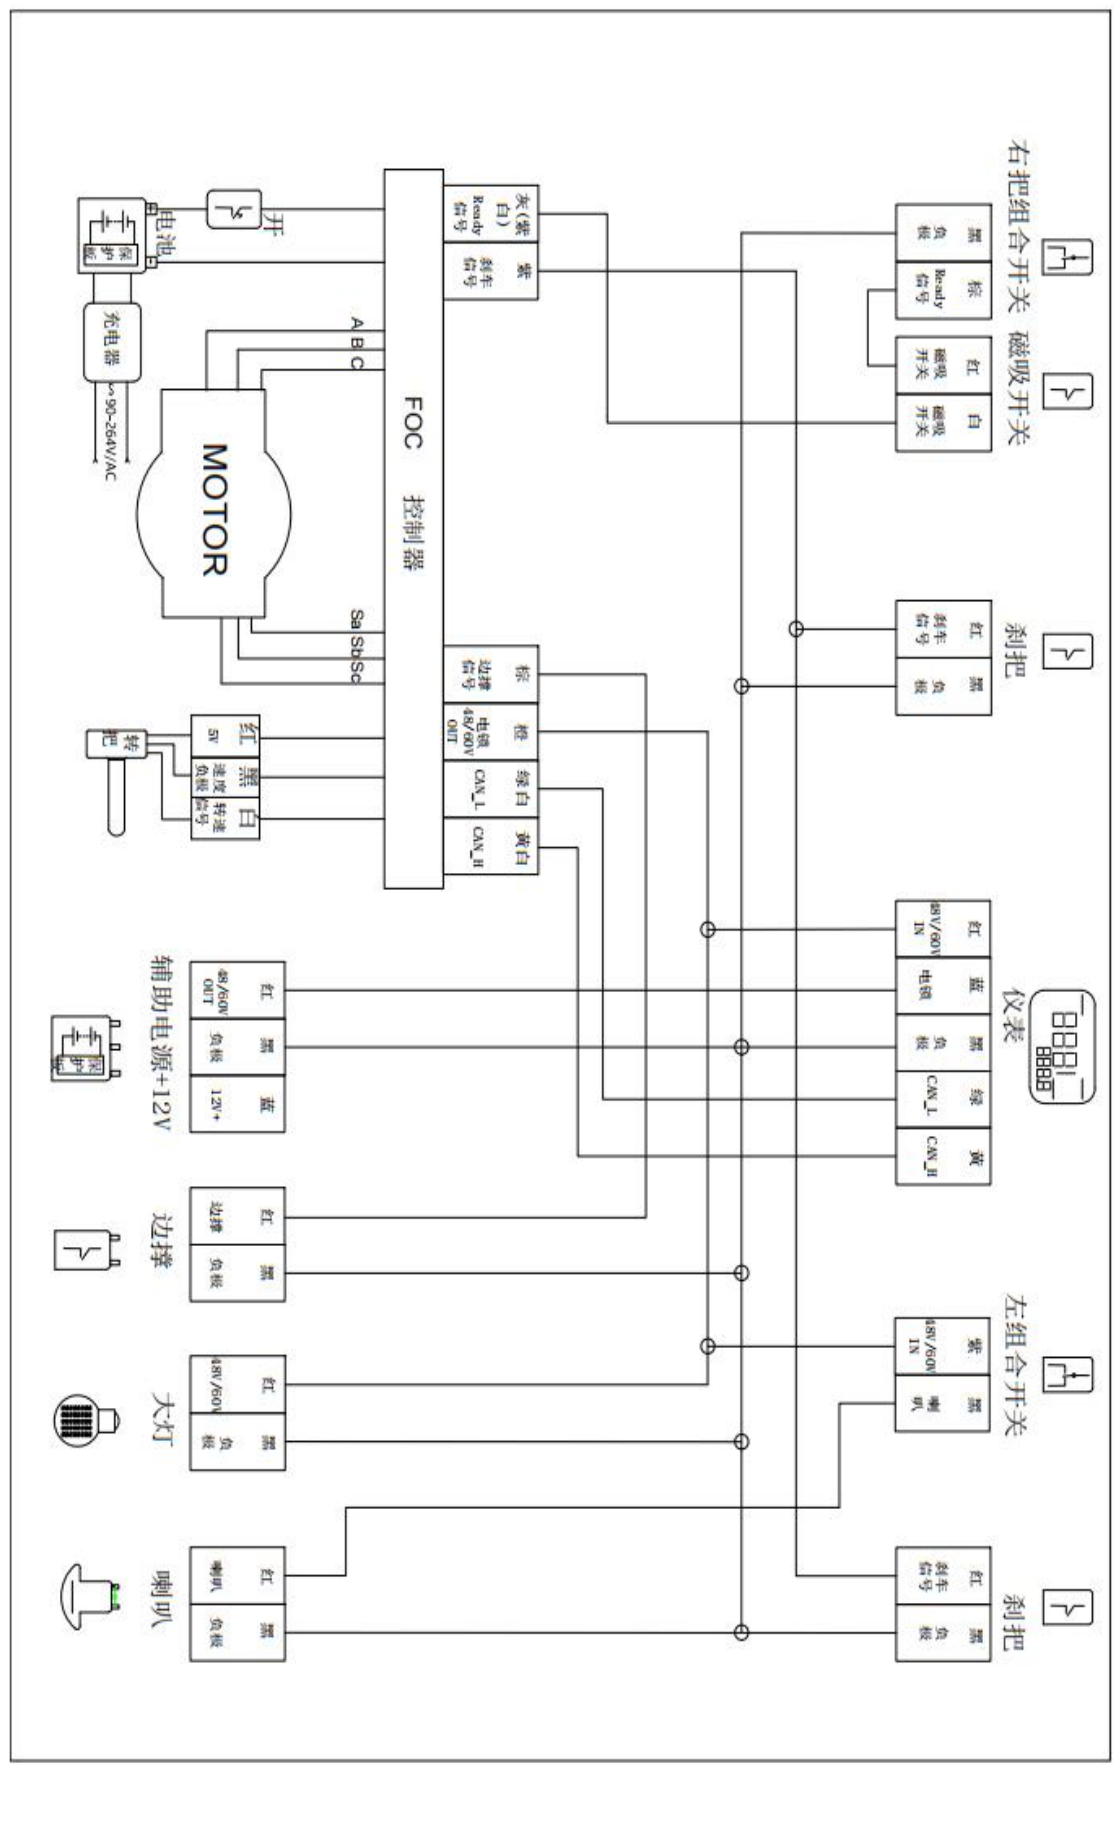 右把组合开关
磁吸开关
刹把
仪表
左组合开关
刹把
黑
负
极
棕
Ready
信号
红
磁吸
开关
白
磁吸
开关
红
刹车
信号
黑
负
极
红
48V/60V
IN
蓝
电锁
黑
负
极
绿
CAN_L
黄
CAN_H
紫
48V/60V
IN
黑
喇
叭
红
刹车
信号
黑
负
极
灰(紫
白)
Ready
信号
紫
刹车
信号
棕
边撑
信号
橙
电锁
48/60V
OUT
绿白
CAN_L
黄白
CAN_H
FOC 控制器
A B C
Sa Sb Sc
开
电池
+
-
保
护
板
充电器
~90-264V/AC
MOTOR
红
5V
黑
速度
负极
白
转速
信号
转
把
红
48/60V
OUT
黑
负极
蓝
12V+
辅助电源+12V
保
护
板
红
边撑
黑
负极
边撑
红
48V/60V
黑
负
极
大灯
红
喇叭
黑
负极
喇叭